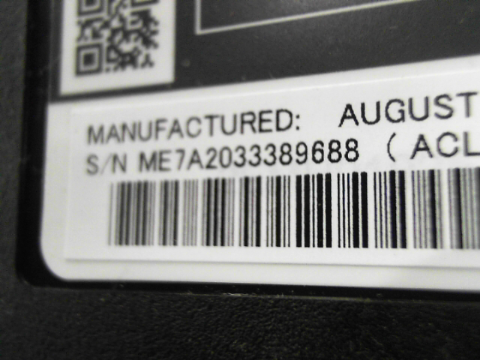 MANUFACTURED: AUGUST
S/N ME7A2033389688 ( ACL